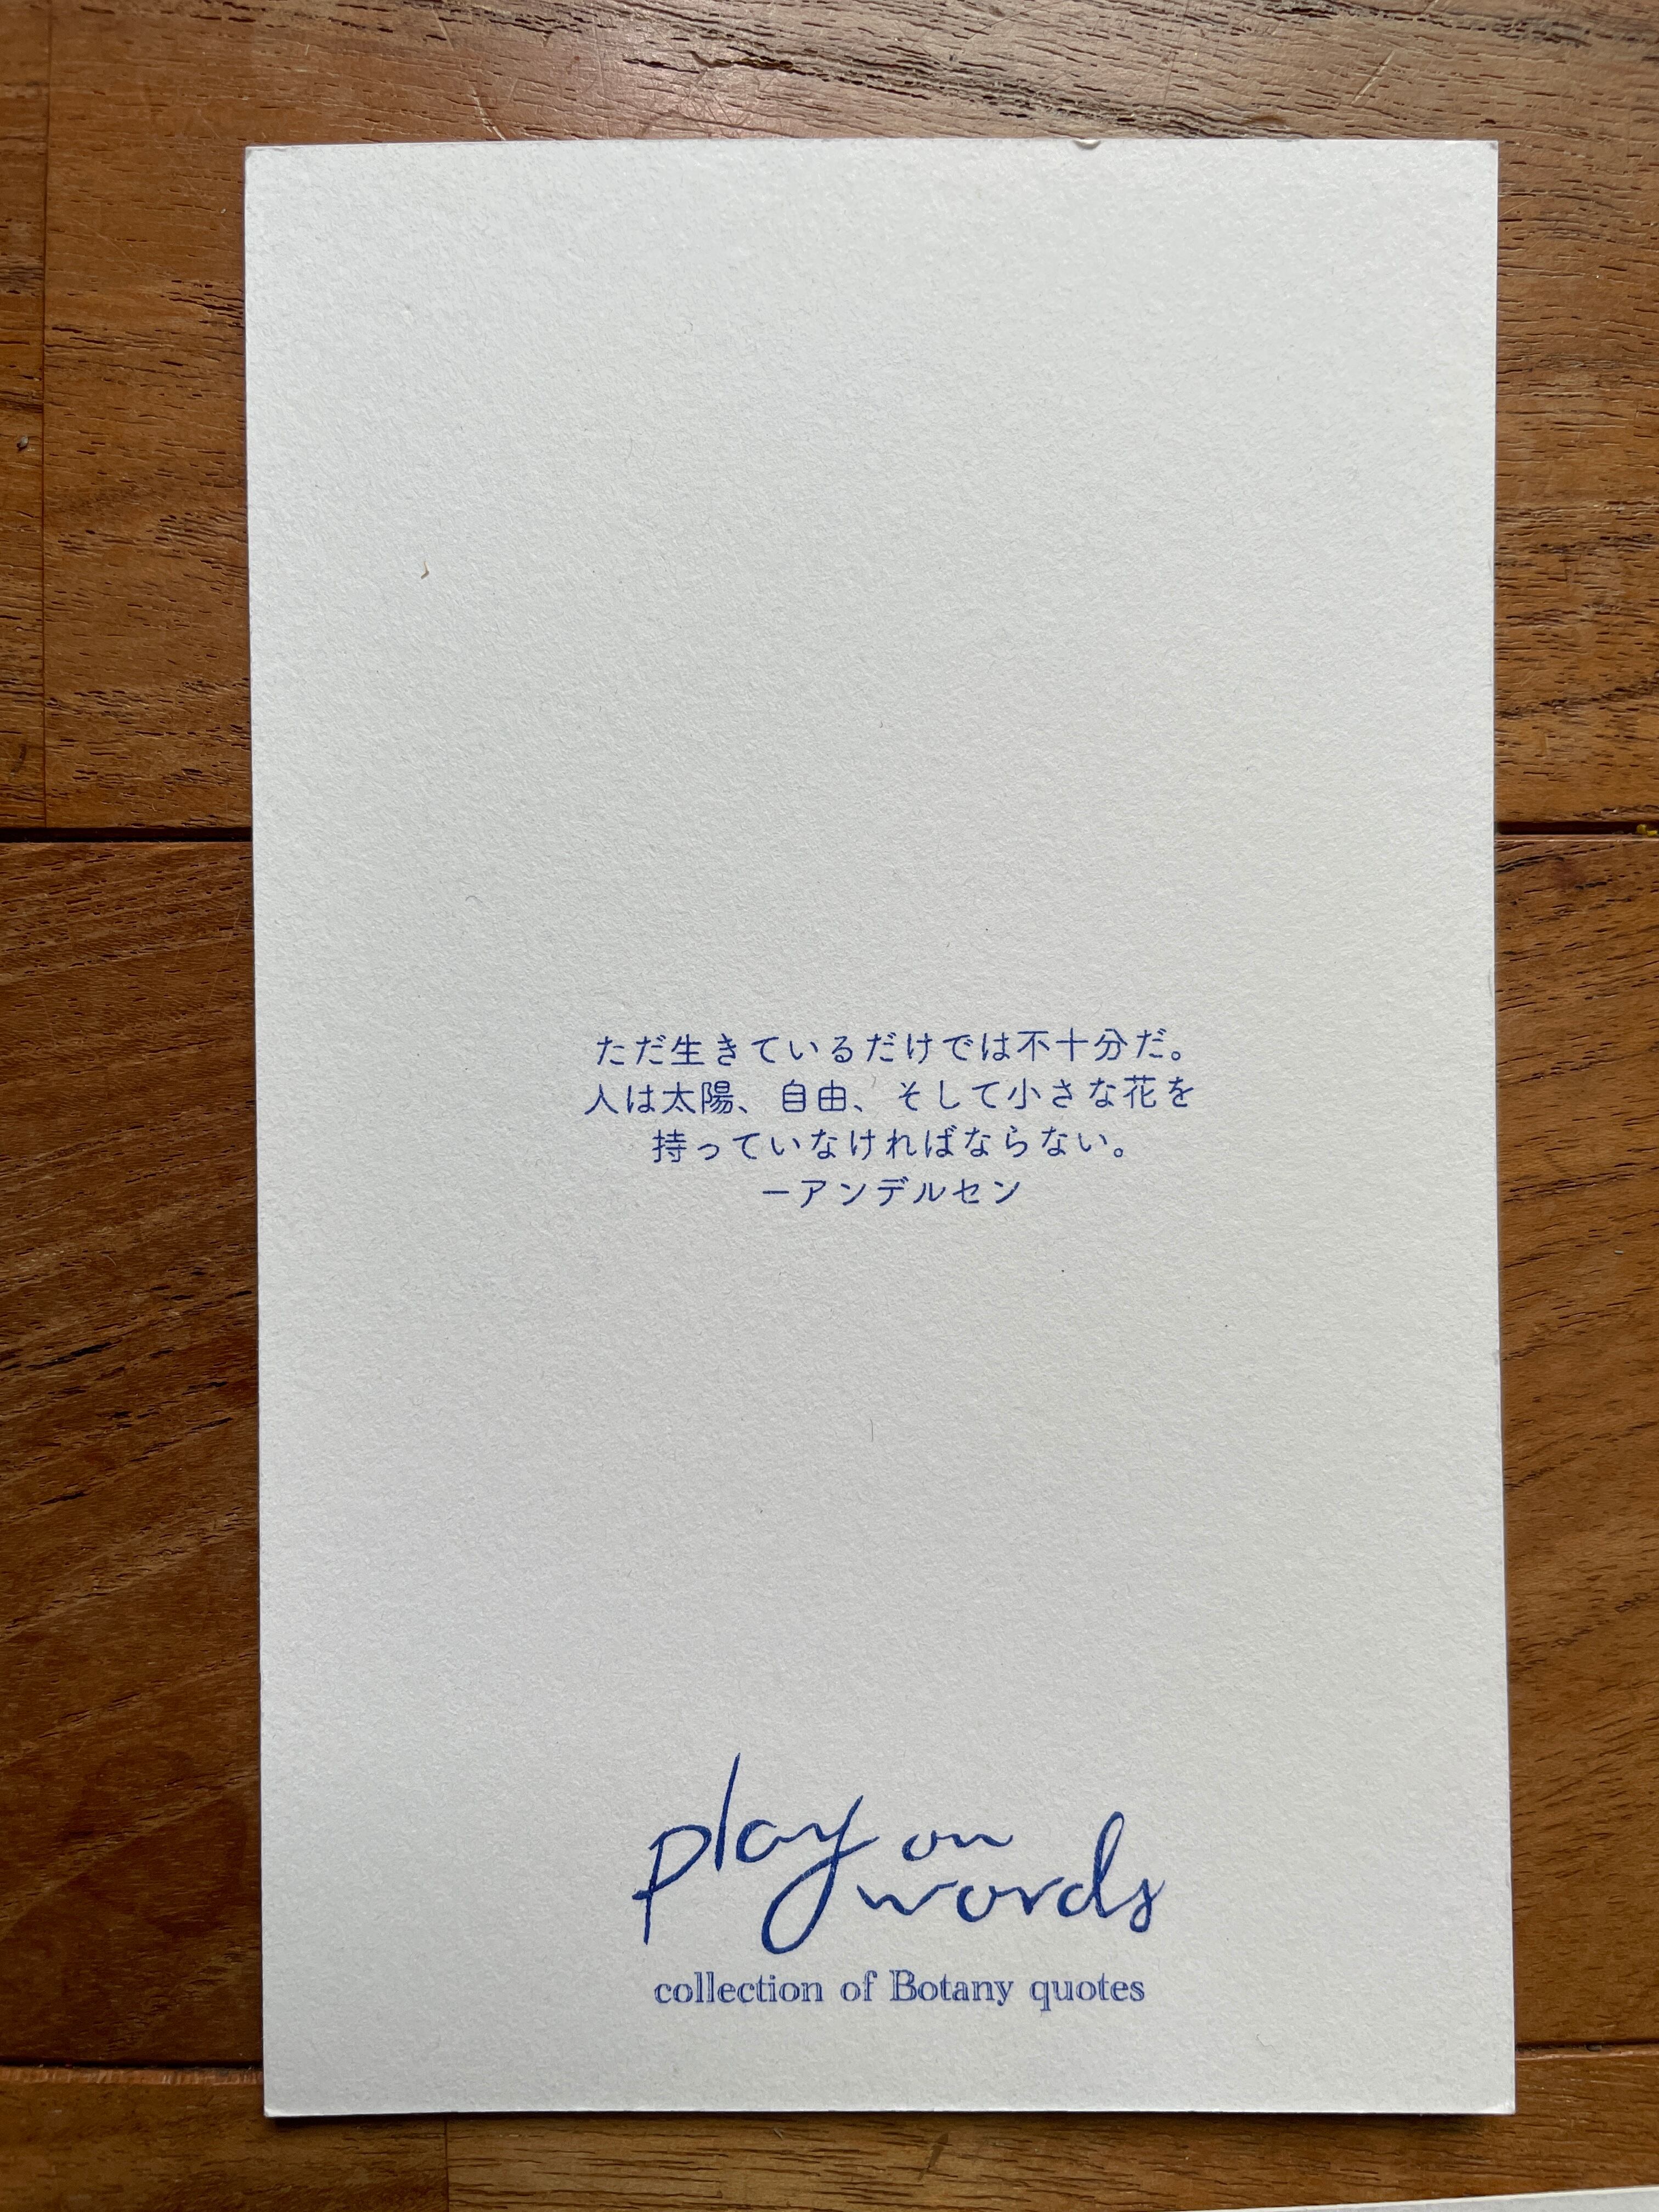 ただ生きているだけでは不十分だ。
人は太陽、自由、そして小さな花を
持っていなければならない。
ーアンデルセン
play on
words
collection of Botany quotes